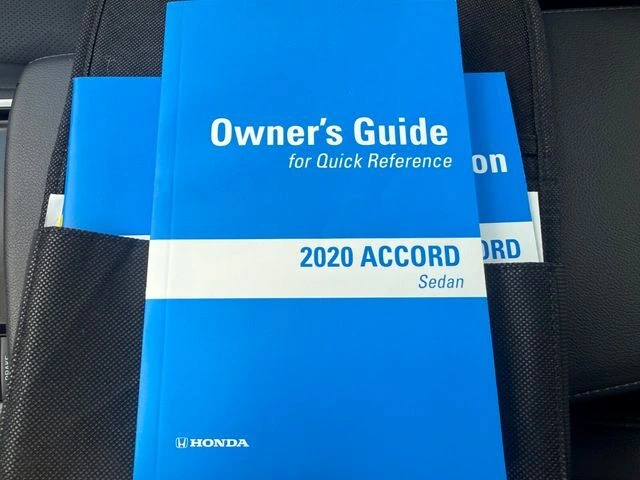 Owner's Guide
for Quick Reference
on
2020 ACCORD
ORD
Sedan
HONDA